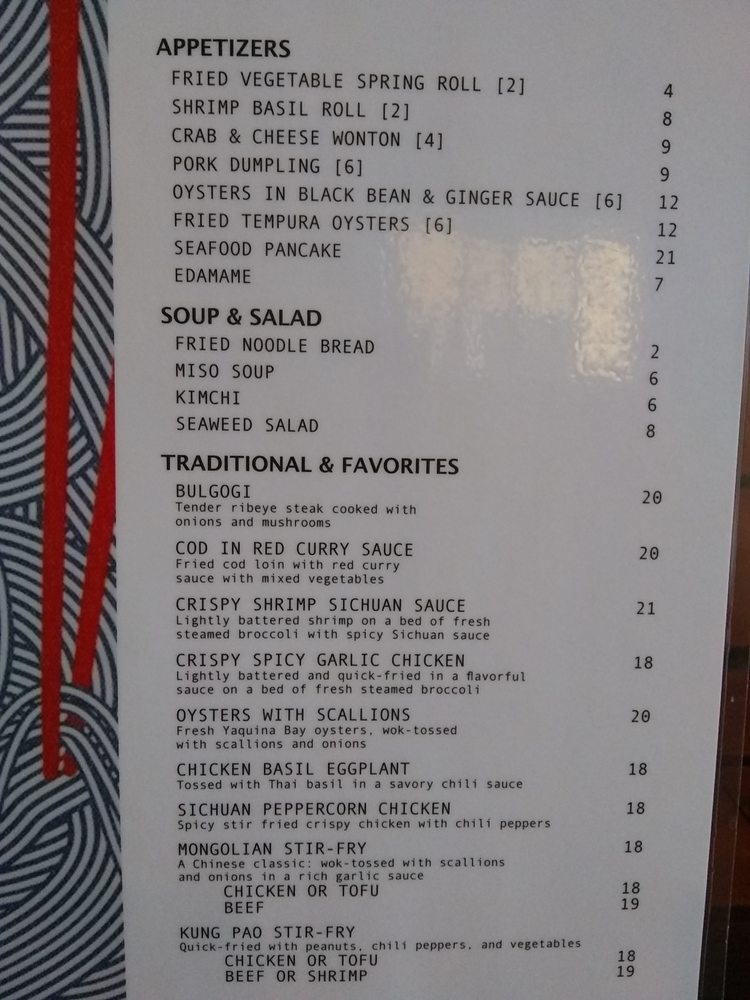 APPETIZERS
FRIED VEGETABLE SPRING ROLL [2] 4
SHRIMP BASIL ROLL [2] 8
CRAB & CHEESE WONTON [4] 9
PORK DUMPLING [6] 9
OYSTERS IN BLACK BEAN & GINGER SAUCE [6] 12
FRIED TEMPURA OYSTERS [6] 12
SEAFOOD PANCAKE 21
EDAMAME 7
SOUP & SALAD
FRIED NOODLE BREAD 2
MISO SOUP 6
KIMCHI 6
SEAWEED SALAD 8
TRADITIONAL & FAVORITES
BULGOGI 20
Tender ribeye steak cooked with
onions and mushrooms
COD IN RED CURRY SAUCE 20
Fried cod loin with red curry
sauce with mixed vegetables
CRISPY SHRIMP SICHUAN SAUCE 21
Lightly battered shrimp on a bed of fresh
steamed broccoli with spicy Sichuan sauce
CRISPY SPICY GARLIC CHICKEN 18
Lightly battered and quick-fried in a flavorful
sauce on a bed of fresh steamed broccoli
OYSTERS WITH SCALLIONS 20
Fresh Yaquina Bay oysters, wok-tossed
with scallions and onions
CHICKEN BASIL EGGPLANT 18
Tossed with Thai basil in a savory chili sauce
SICHUAN PEPPERCORN CHICKEN 18
Spicy stir fried crispy chicken with chili peppers
MONGOLIAN STIR-FRY 18
A Chinese classic: wok-tossed with scallions
and onions in a rich garlic sauce
CHICKEN OR TOFU 18
BEEF 19
KUNG PAO STIR-FRY
Quick-fried with peanuts, chili peppers, and vegetables
CHICKEN OR TOFU 18
BEEF OR SHRIMP 19